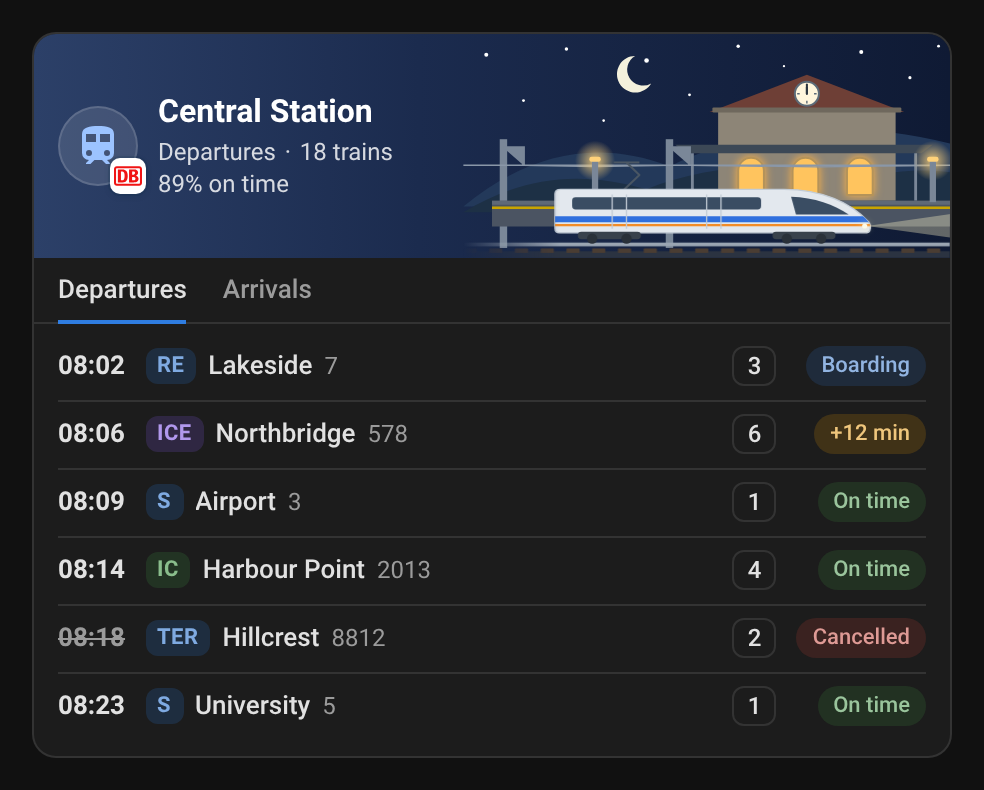 Central Station
Departures · 18 trains
89% on time
DB
Departures Arrivals
08:02 RE Lakeside 7 3 Boarding
08:06 ICE Northbridge 578 6 +12 min
08:09 S Airport 3 1 On time
08:14 IC Harbour Point 2013 4 On time
08:18 TER Hillcrest 8812 2 Cancelled
08:23 S University 5 1 On time